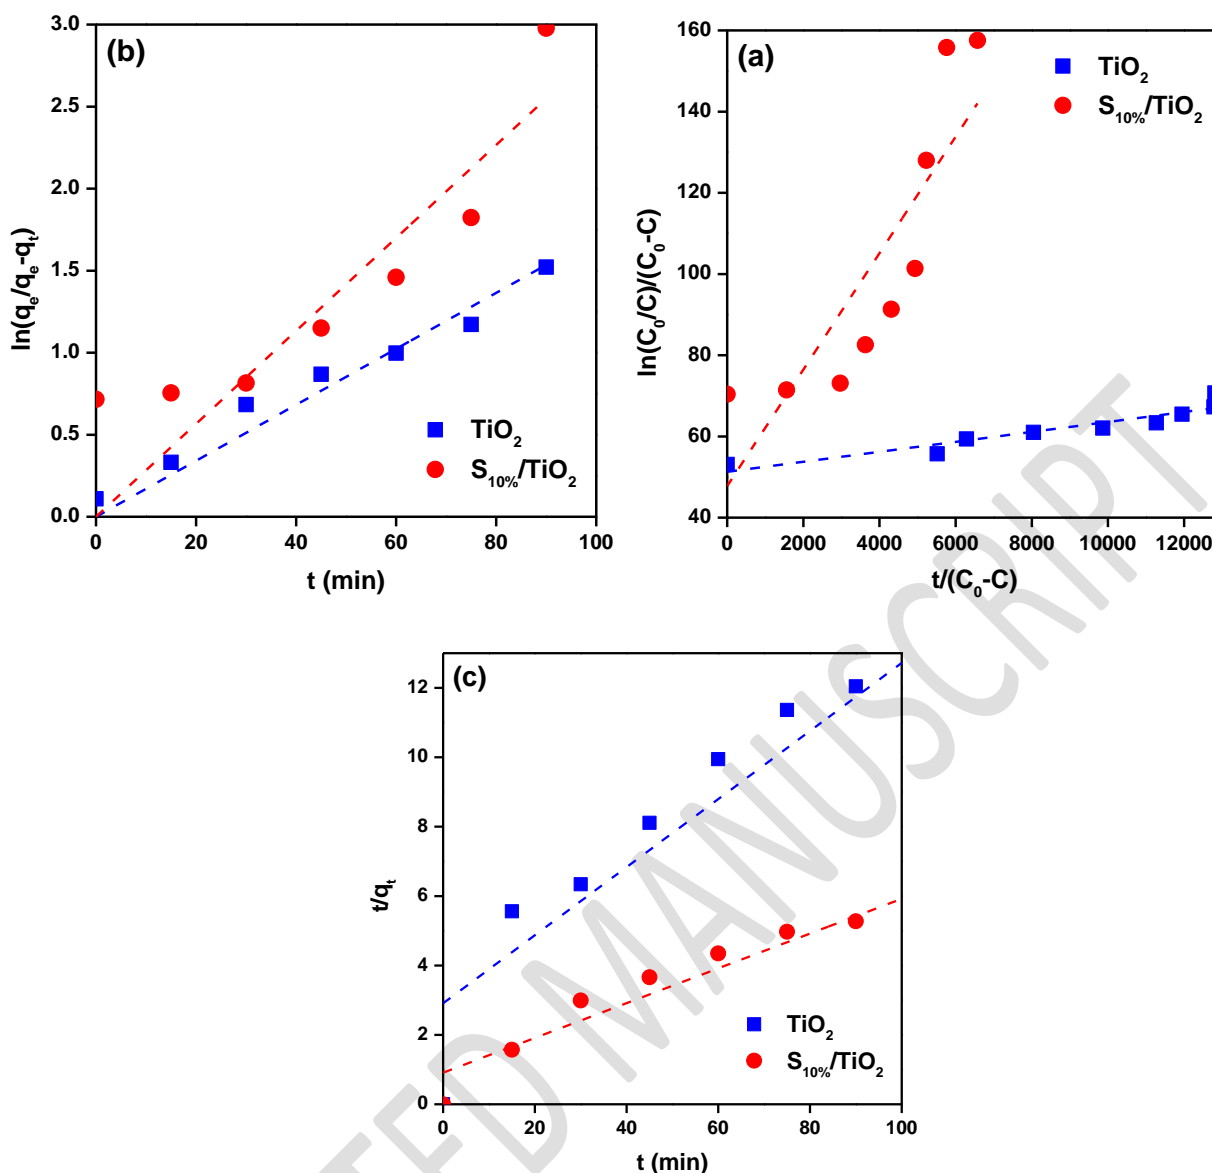 (b)
3.0
2.5
2.0
1.5
1.0
0.5
0.0
0 20 40 60 80 100
ln(qₑ/qₑ-qₜ)
t (min)
TiO₂
S₁₀%/TiO₂
(a)
160
140
120
100
80
60
40
0 2000 4000 6000 8000 10000 12000
ln(C₀/C)/(C₀-C)
t/(C₀-C)
TiO₂
S₁₀%/TiO₂
(c)
12
10
8
6
4
2
0
0 20 40 60 80 100
t/qₜ
t (min)
TiO₂
S₁₀%/TiO₂
TED MANUSCRIPT